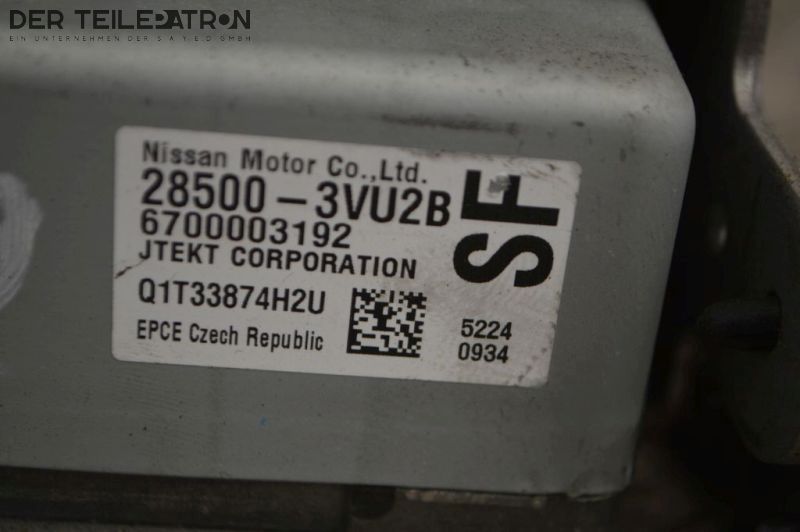 DER TEILEPATRON
EIN UNTERNEHMEN DER S A Y E D GMBH
Nissan Motor Co.,Ltd.
28500-3VU2B
6700003192
JTEKT CORPORATION
Q1T33874H2U
EPCE Czech Republic
SF
5224
0934